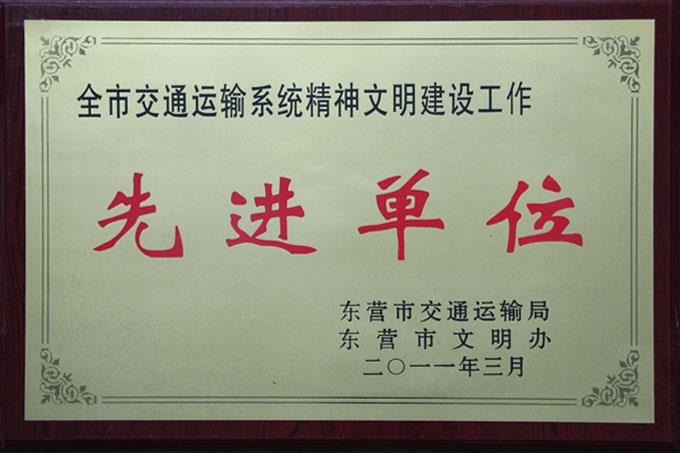 全市交通运输系统精神文明建设工作
先进单位
东营市交通运输局
东营市文明办
二〇一一年三月